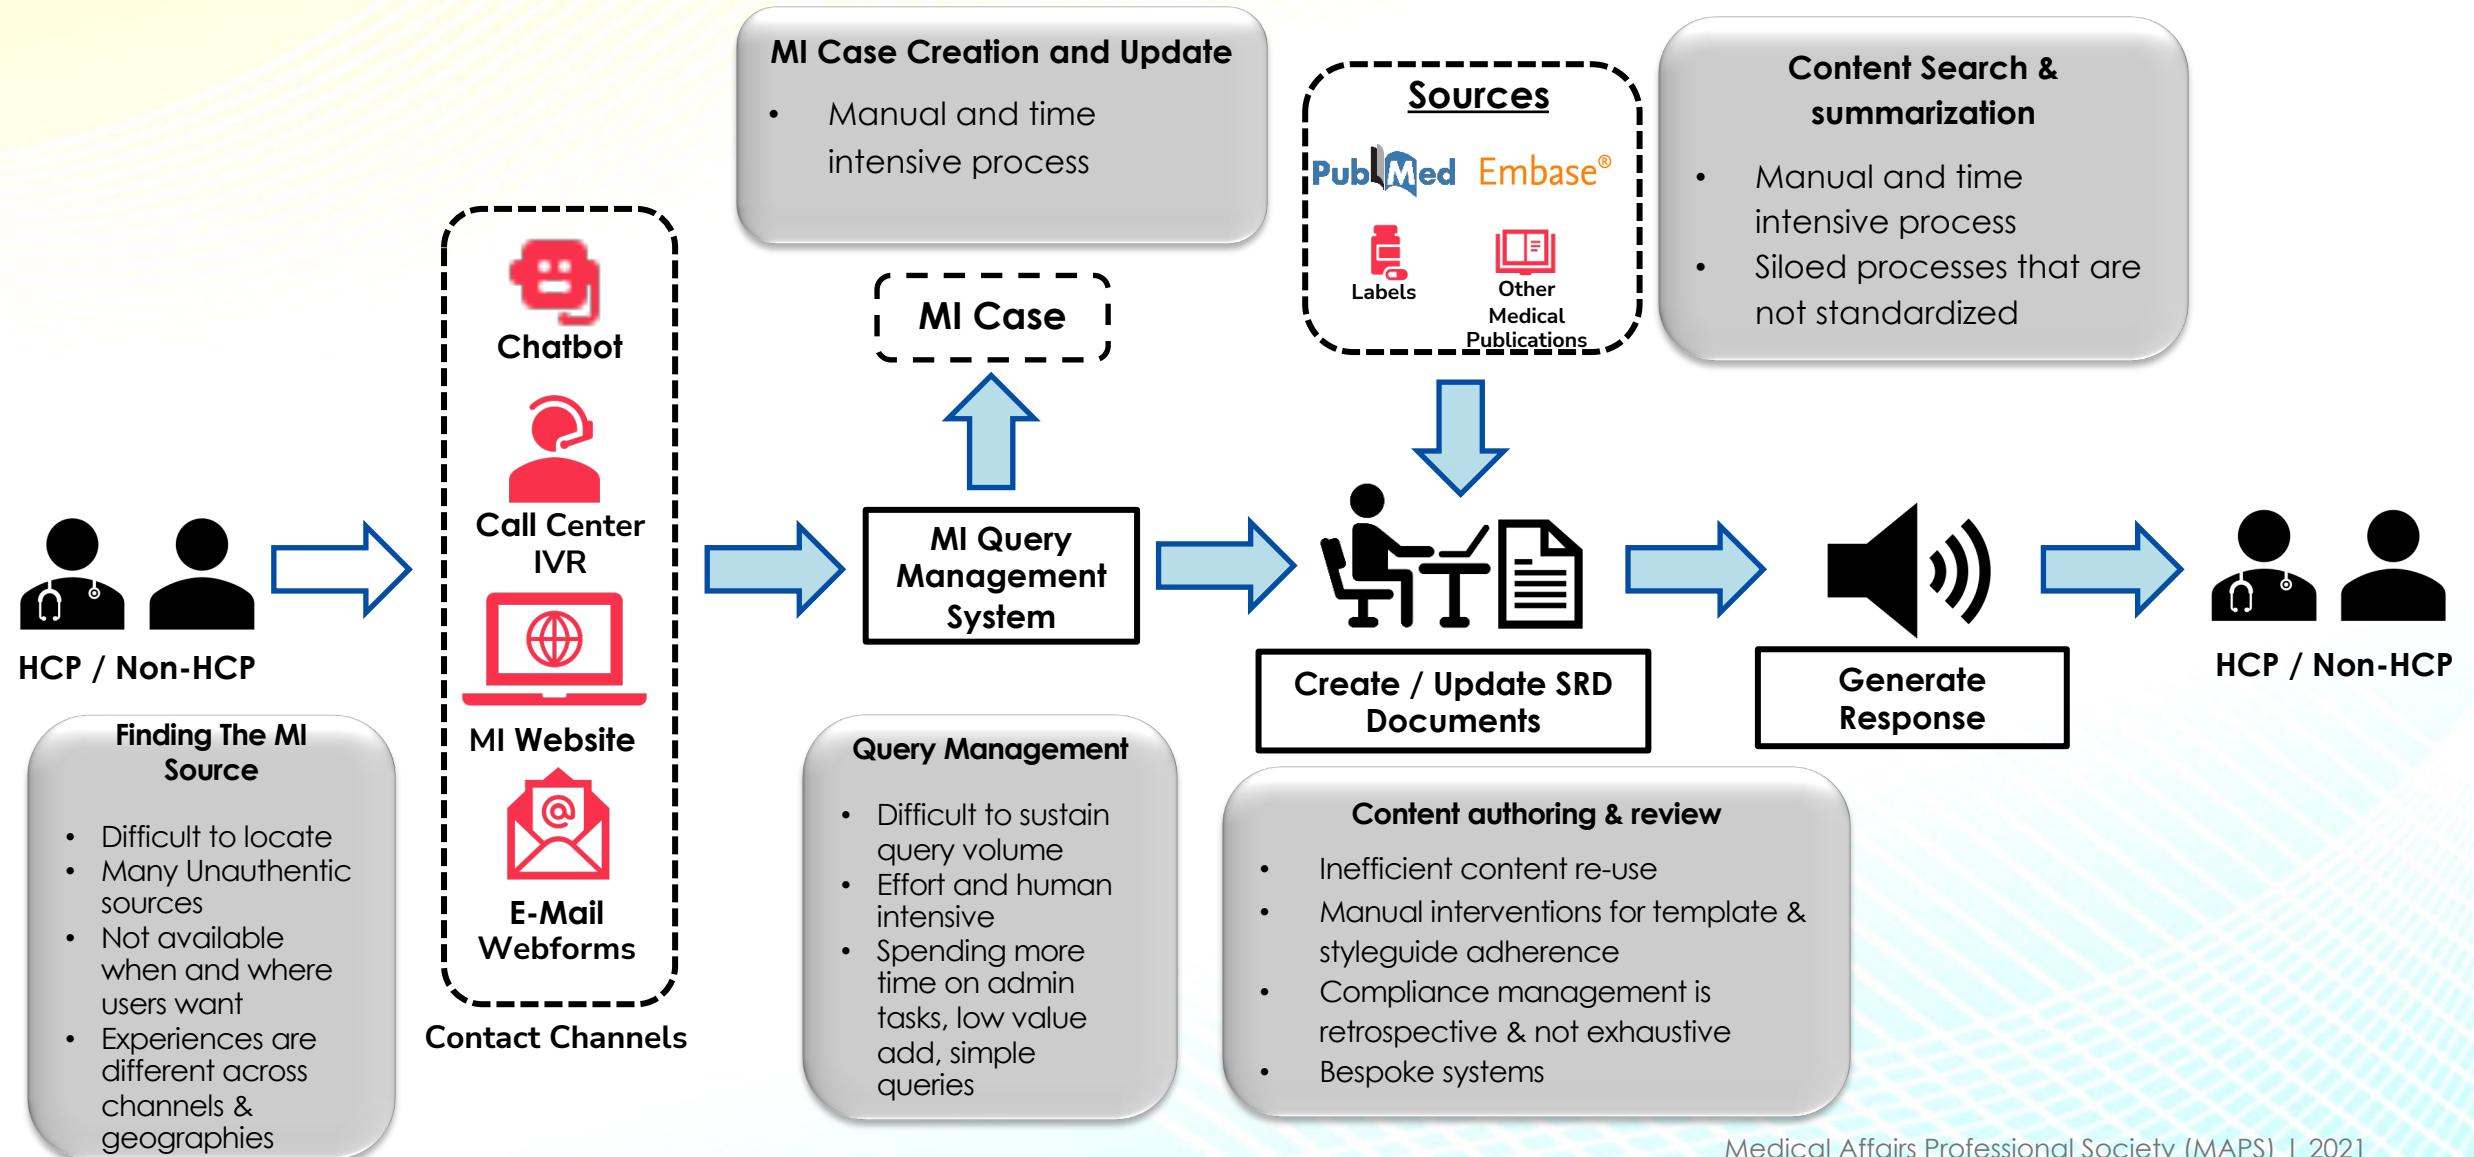 MI Case Creation and Update
• Manual and time
intensive process
Sources
PubMed
Embase®
Labels
Other
Medical
Publications
Content Search &
summarization
• Manual and time
intensive process
• Siloed processes that are
not standardized
Chatbot
Call Center
IVR
MI Website
@
E-Mail
Webforms
Contact Channels
MI Case
HCP / Non-HCP
MI Query
Management
System
Create / Update SRD
Documents
Generate
Response
HCP / Non-HCP
Finding The MI
Source
• Difficult to locate
• Many Unauthentic
sources
• Not available
when and where
users want
• Experiences are
different across
channels &
geographies
Query Management
• Difficult to sustain
query volume
• Effort and human
intensive
• Spending more
time on admin
tasks, low value
add, simple
queries
Content authoring & review
• Inefficient content re-use
• Manual interventions for template &
styleguide adherence
• Compliance management is
retrospective & not exhaustive
• Bespoke systems
Medical Affairs Professional Society (MAPS) | 2021